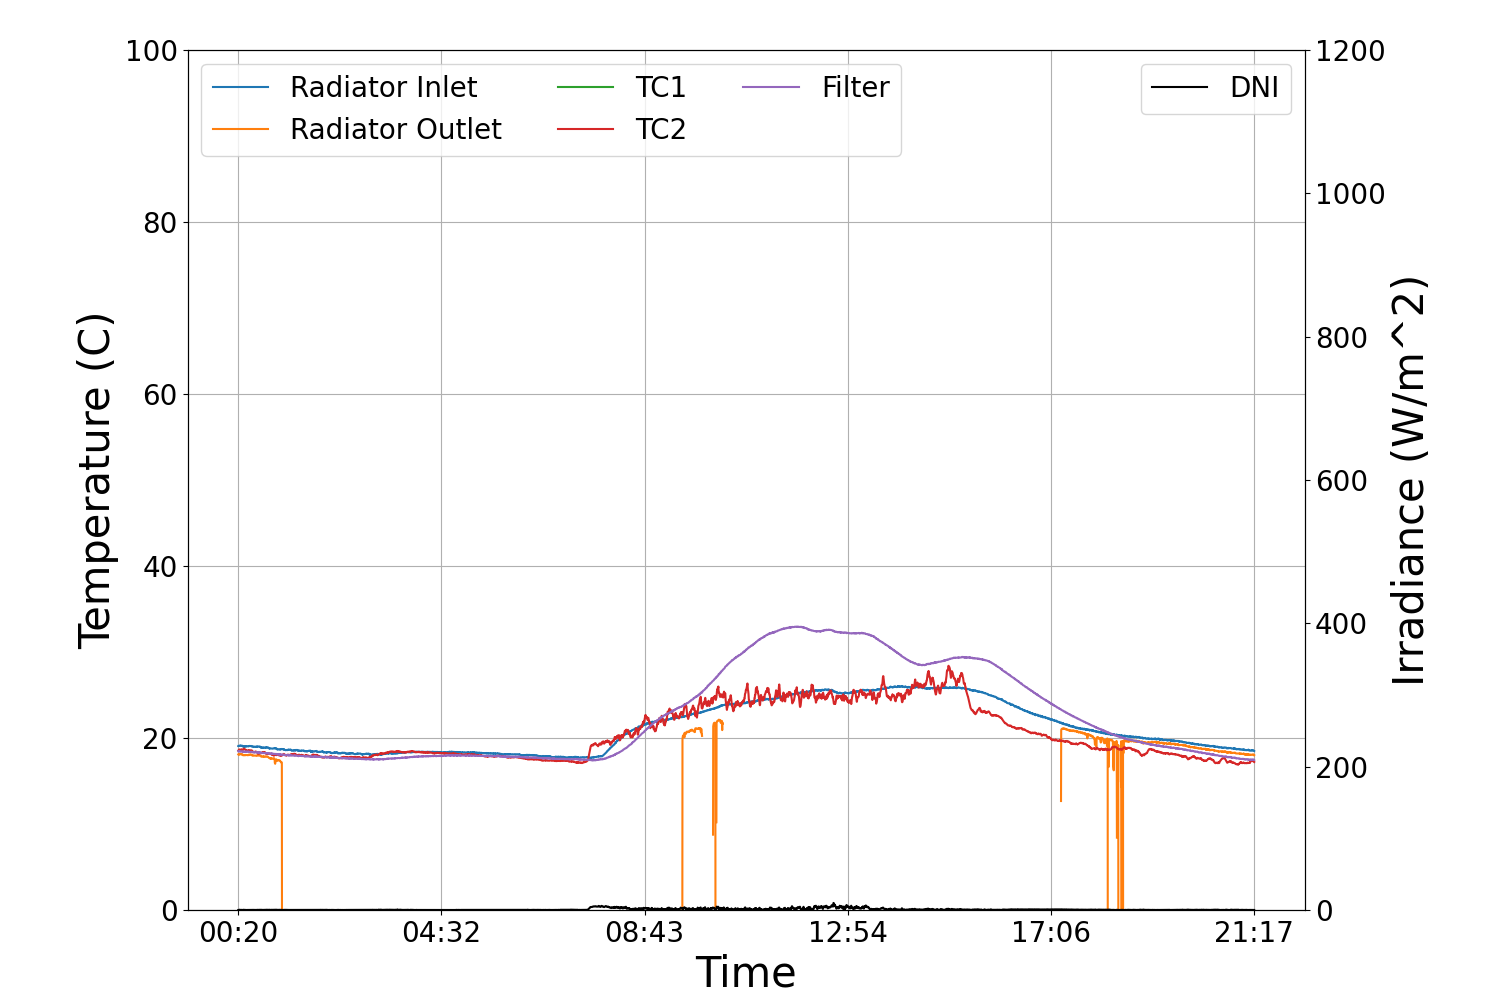 100
80
60
40
20
0
Temperature (C)
Radiator Inlet
Radiator Outlet
TC1
TC2
Filter
DNI
1200
1000
800
600
400
200
0
Irradiance (W/m^2)
00:20 04:32 08:43 12:54 17:06 21:17
Time